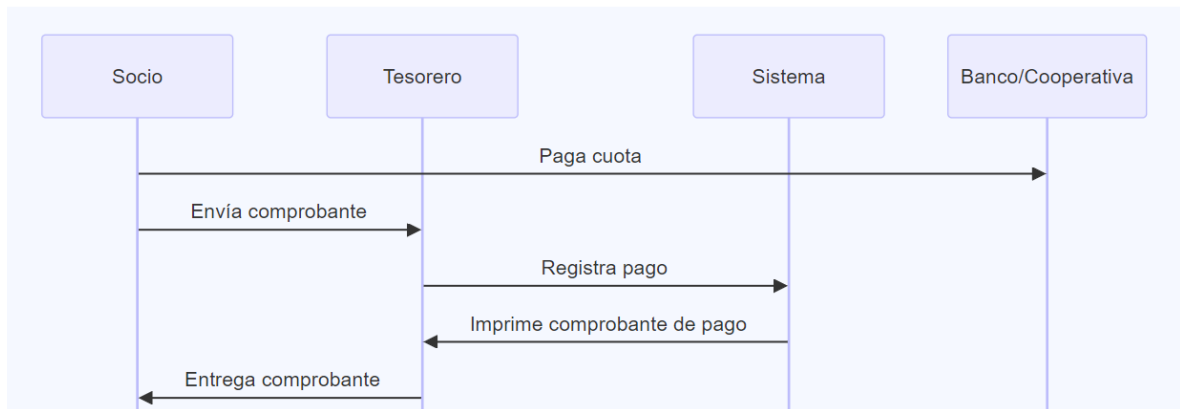 Socio
Tesorero
Sistema
Banco/Cooperativa
Paga cuota
Envía comprobante
Registra pago
Imprime comprobante de pago
Entrega comprobante